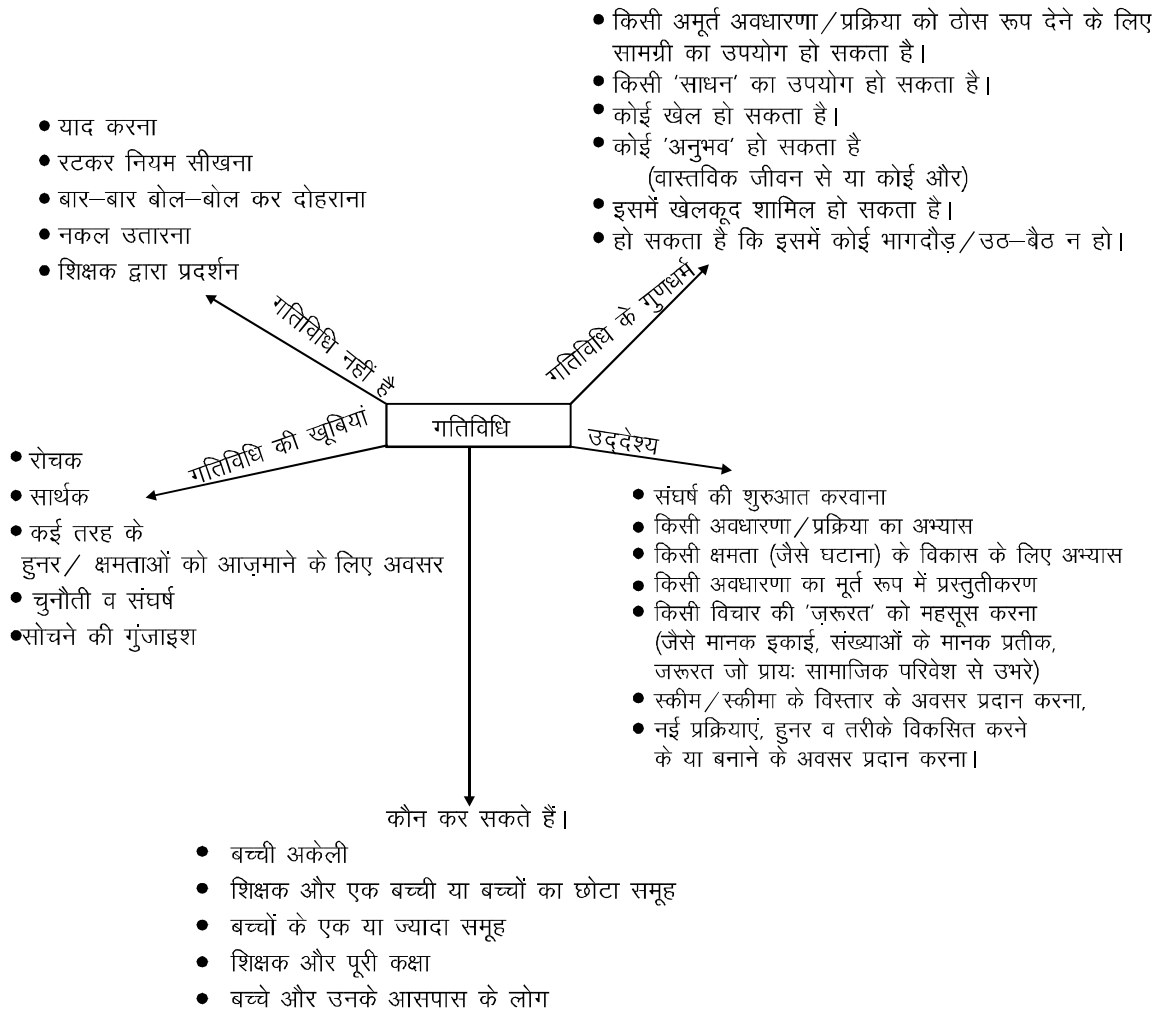 ● किसी अमूर्त अवधारणा/प्रक्रिया को ठोस रूप देने के लिए
सामग्री का उपयोग हो सकता है।
● किसी 'साधन' का उपयोग हो सकता है।
● कोई खेल हो सकता है।
● कोई 'अनुभव' हो सकता है
(वास्तविक जीवन से या कोई और)
● इसमें खेलकूद शामिल हो सकता है।
● हो सकता है कि इसमें कोई भागदौड़/उठ–बैठ न हो।
● याद करना
● रटकर नियम सीखना
● बार–बार बोल–बोल कर दोहराना
● नकल उतारना
● शिक्षक द्वारा प्रदर्शन
गतिविधि नहीं है
गतिविधि के गुणधर्म
गतिविधि
गतिविधि की खूबियां
उद्‌देश्य
● रोचक
● सार्थक
● कई तरह के
हुनर/ क्षमताओं को आज़माने के लिए अवसर
● चुनौती व संघर्ष
●सोचने की गुंजाइश
● संघर्ष की शुरुआत करवाना
● किसी अवधारणा/प्रक्रिया का अभ्यास
● किसी क्षमता (जैसे घटाना) के विकास के लिए अभ्यास
● किसी अवधारणा का मूर्त रूप में प्रस्तुतीकरण
● किसी विचार की 'ज़रूरत' को महसूस करना
(जैसे मानक इकाई, संख्याओं के मानक प्रतीक,
जरूरत जो प्रायः सामाजिक परिवेश से उभरे)
● स्कीम/स्कीमा के विस्तार के अवसर प्रदान करना,
● नई प्रक्रियाएं, हुनर व तरीके विकसित करने
के या बनाने के अवसर प्रदान करना।
कौन कर सकते हैं।
● बच्ची अकेली
● शिक्षक और एक बच्ची या बच्चों का छोटा समूह
● बच्चों के एक या ज्यादा समूह
● शिक्षक और पूरी कक्षा
● बच्चे और उनके आसपास के लोग